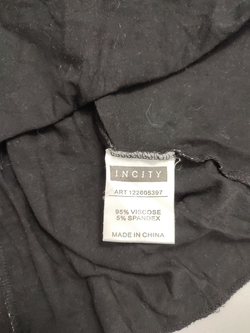 INCITY
ART 122605397
95% VISCOSE
5% SPANDEX
MADE IN CHINA